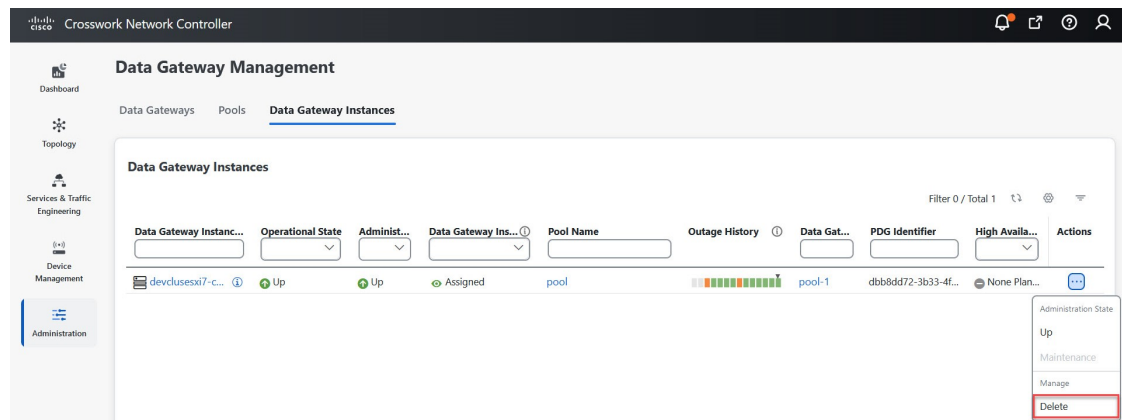 cisco Crosswork Network Controller
Dashboard
Topology
Services & Traffic
Engineering
Device
Management
Administration
Data Gateway Management
Data Gateways Pools Data Gateway Instances
Data Gateway Instances
Filter 0 / Total 1
Data Gateway Instanc... Operational State Administ... Data Gateway Ins... Pool Name Outage History Data Gat... PDG Identifier High Availa... Actions
devclusesxi7-c... Up Up Assigned pool pool-1 dbb8dd72-3b33-4f... None Plan...
Administration State
Up
Maintenance
Manage
Delete